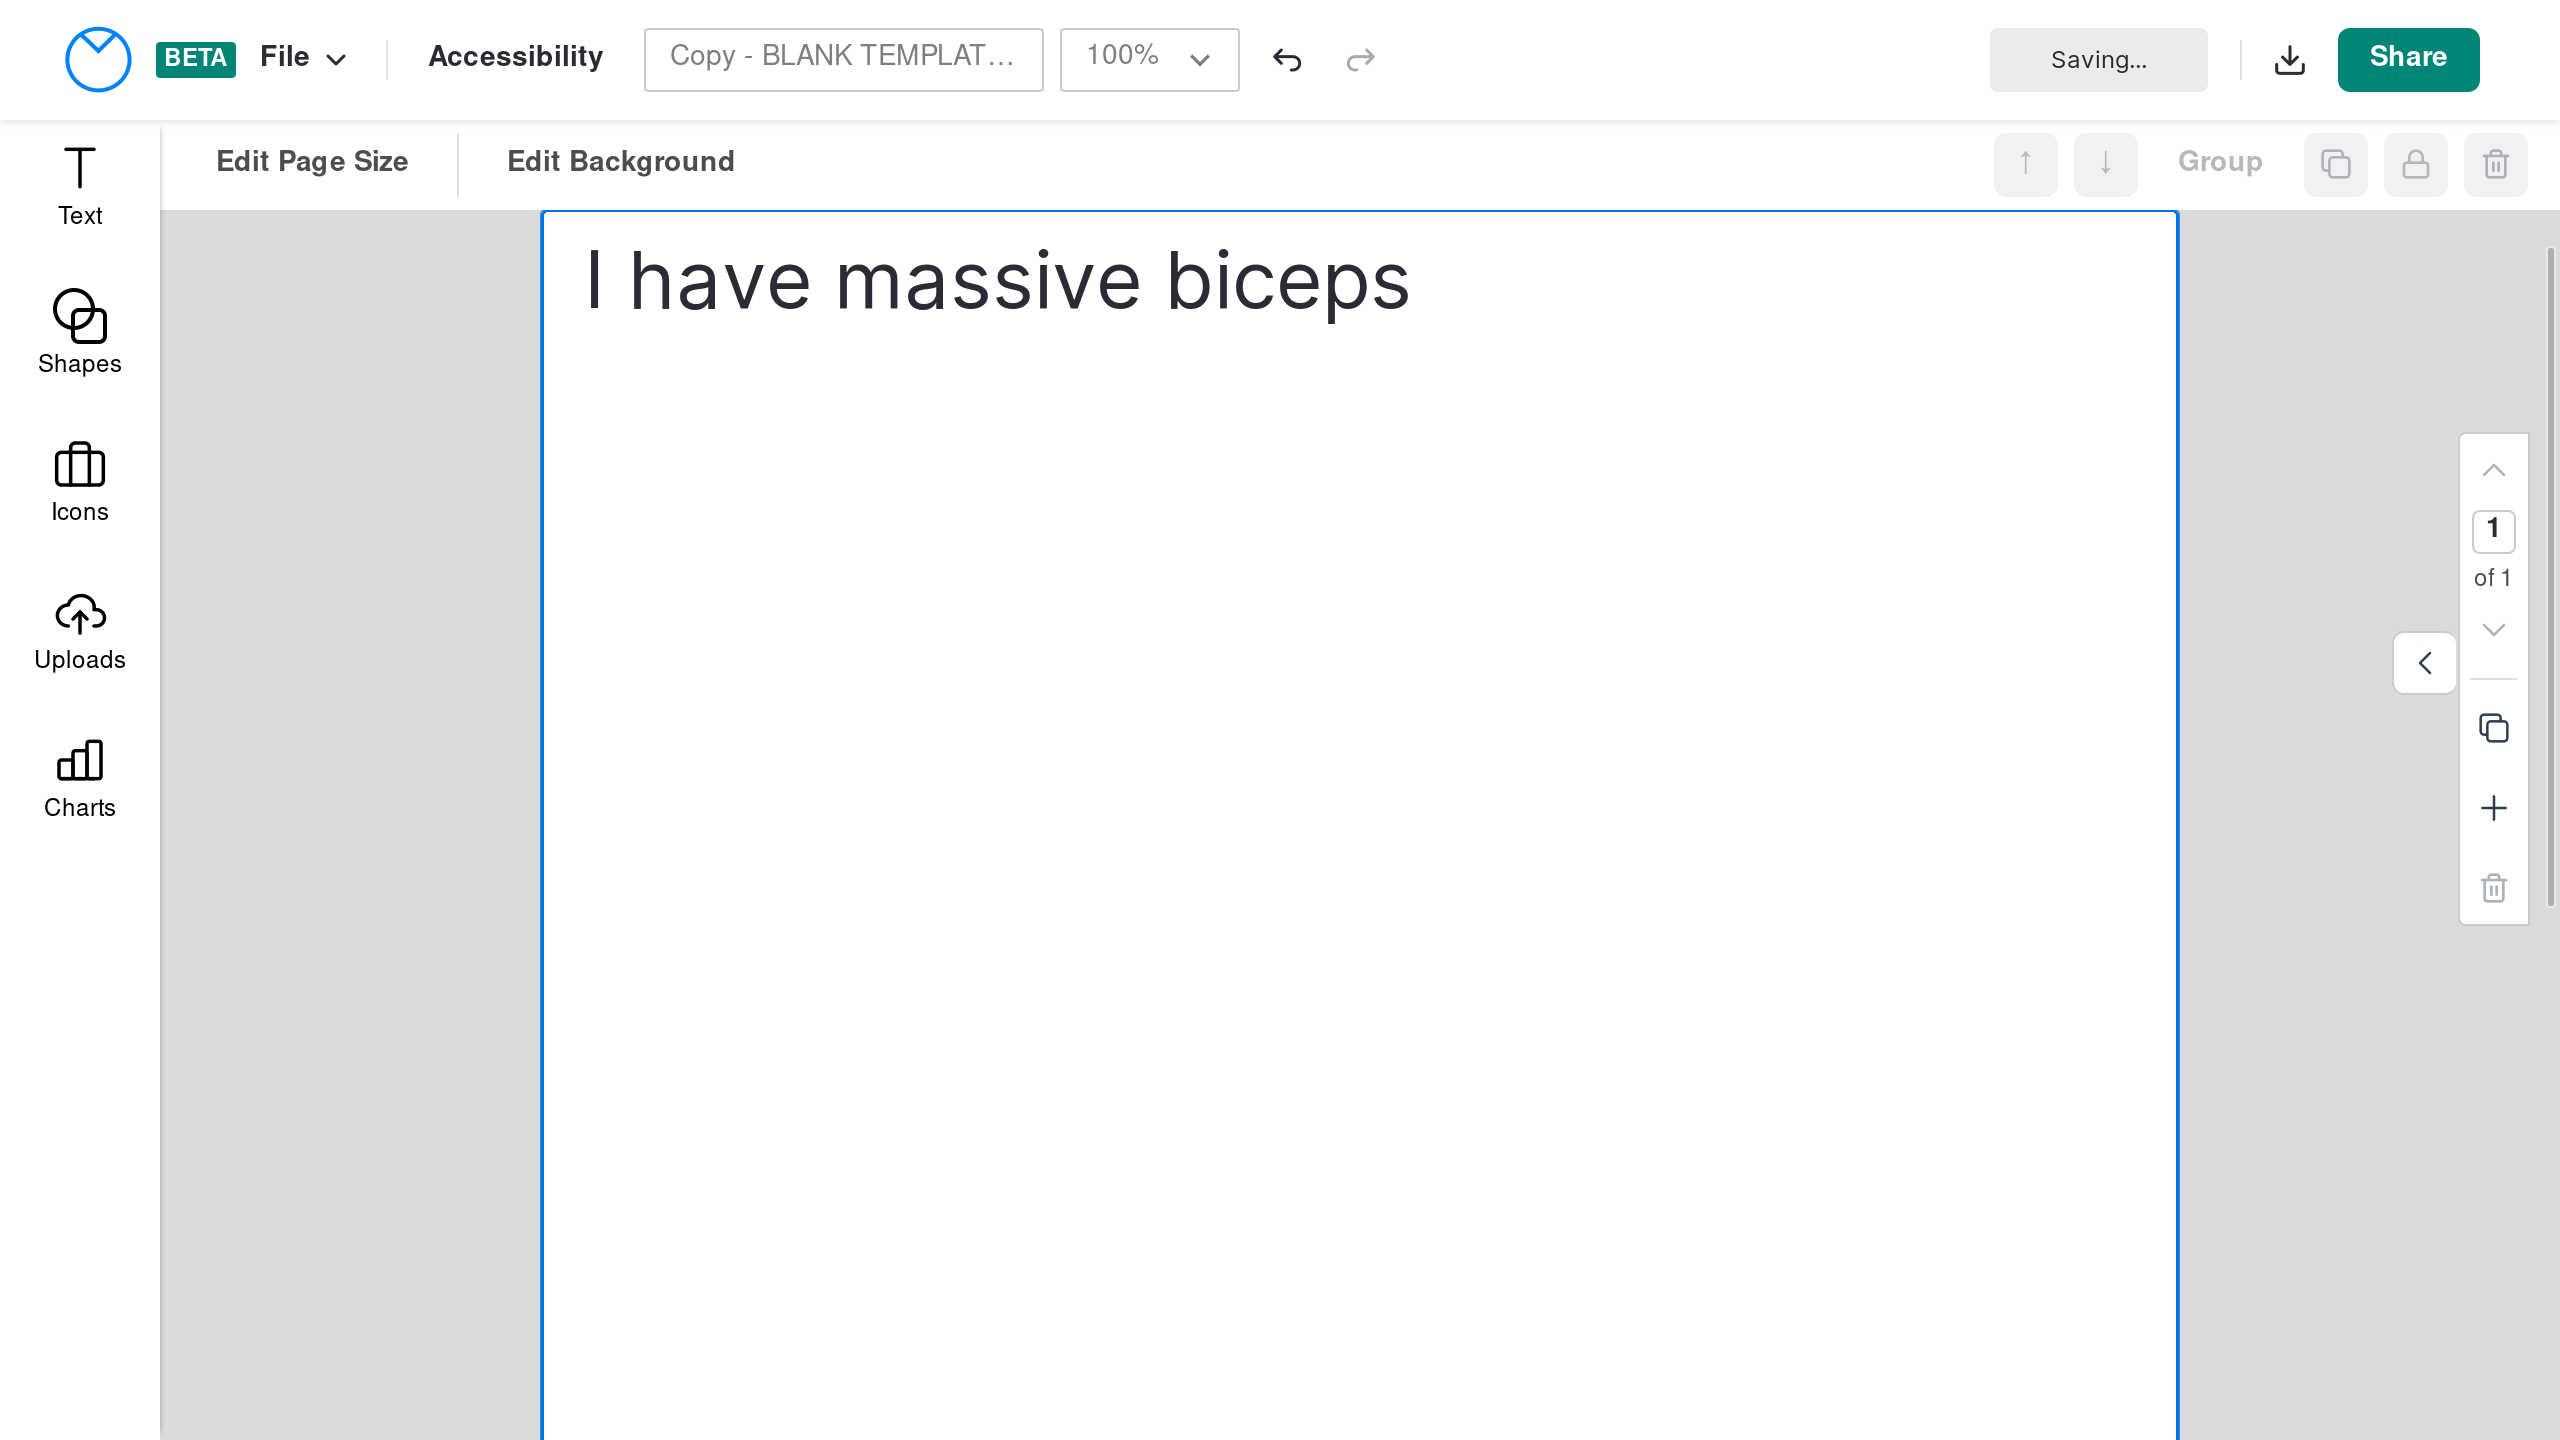 BETA
File
Accessibility
Copy - BLANK TEMPLAT...
100%
Saving...
Share
Edit Page Size
Edit Background
Group
Text
Shapes
Icons
Uploads
Charts
I have massive biceps
1
of 1